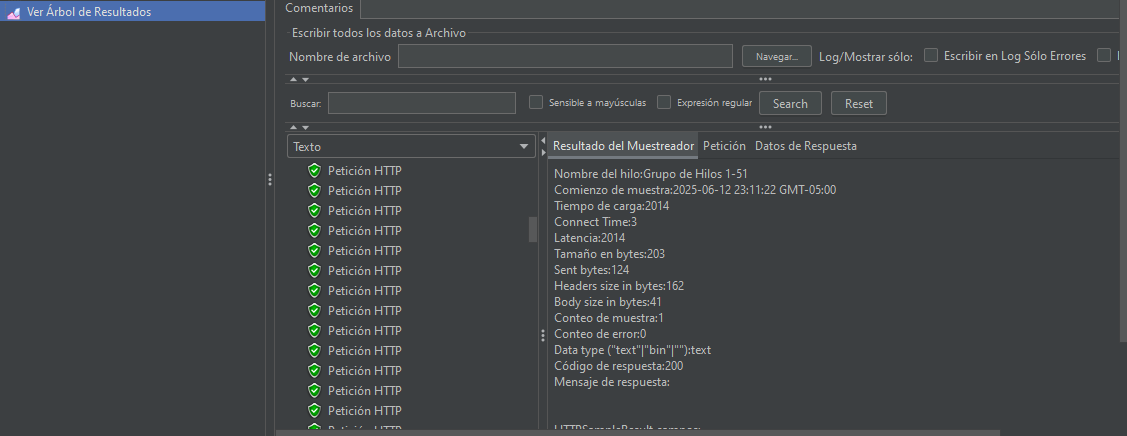 Ver Árbol de Resultados
Comentarios
Escribir todos los datos a Archivo
Nombre de archivo
Navegar...
Log/Mostrar sólo:
Escribir en Log Sólo Errores
Buscar:
Sensible a mayúsculas
Expresión regular
Search
Reset
Texto
Petición HTTP
Petición HTTP
Petición HTTP
Petición HTTP
Petición HTTP
Petición HTTP
Petición HTTP
Petición HTTP
Petición HTTP
Petición HTTP
Petición HTTP
Petición HTTP
Petición HTTP
Petición HTTP
Resultado del Muestreador
Petición
Datos de Respuesta
Nombre del hilo:Grupo de Hilos 1-51
Comienzo de muestra:2025-06-12 23:11:22 GMT-05:00
Tiempo de carga:2014
Connect Time:3
Latencia:2014
Tamaño en bytes:203
Sent bytes:124
Headers size in bytes:162
Body size in bytes:41
Conteo de muestra:1
Conteo de error:0
Data type ("text"|"bin"|""):text
Código de respuesta:200
Mensaje de respuesta:
HTTPSampleResult campos: